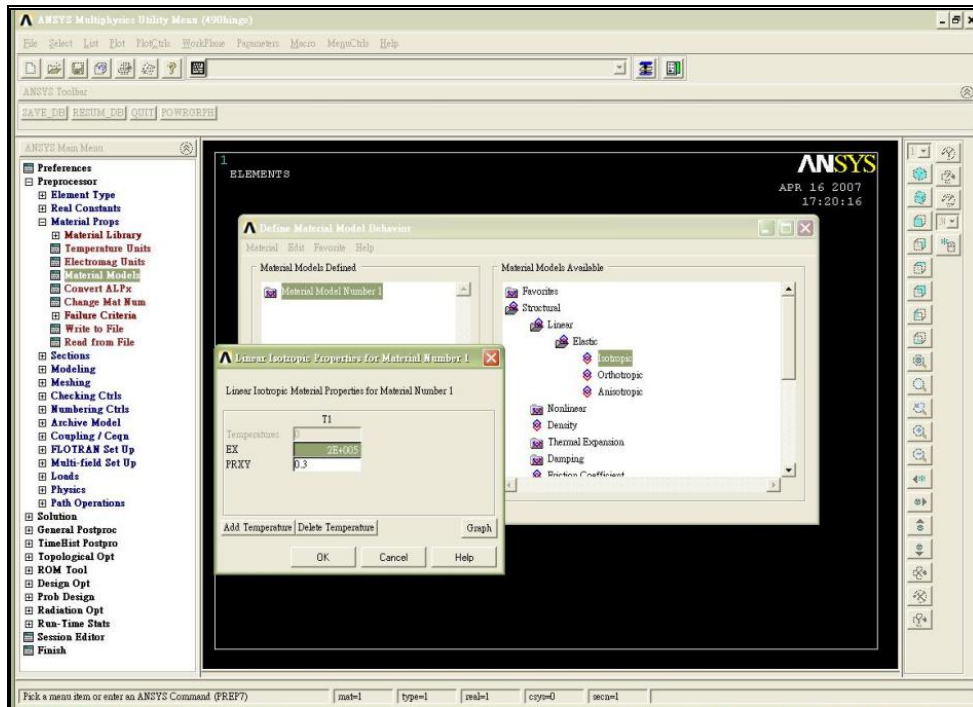 ANSYS Multiphysics Utility Menu (490hinge)
File Select List Plot PlotCtrls WorkPlane Parameters Macro MenuCtrls Help
ANSYS Toolbar
SAVE_DB RESUM_DB QUIT POWRGRPH
ANSYS Main Menu
Preferences
Preprocessor
Element Type
Real Constants
Material Props
Material Library
Temperature Units
Electromag Units
Material Models
Convert ALPx
Change Mat Num
Failure Criteria
Write to File
Read from File
Sections
Modeling
Meshing
Checking Ctrls
Numbering Ctrls
Archive Model
Coupling / Ceqn
FLOTRAN Set Up
Multi-field Set Up
Loads
Physics
Path Operations
Solution
General Postproc
TimeHist Postpro
Topological Opt
ROM Tool
Design Opt
Prob Design
Radiation Opt
Run-Time Stats
Session Editor
Finish
1
ELEMENTS
ANSYS
APR 16 2007
17:20:16
Define Material Model Behavior
Material Edit Favorite Help
Material Models Defined
Material Model Number 1
Material Models Available
Favorites
Structural
Linear
Elastic
Isotropic
Orthotropic
Anisotropic
Nonlinear
Density
Thermal Expansion
Damping
Friction Coefficient
Linear Isotropic Properties for Material Number 1
Linear Isotropic Material Properties for Material Number 1
T1
Temperatures 0
EX 2E+005
PRXY 0.3
Add Temperature Delete Temperature Graph
OK Cancel Help
Pick a menu item or enter an ANSYS Command (PREP7) mat=1 type=1 real=1 csys=0 secn=1